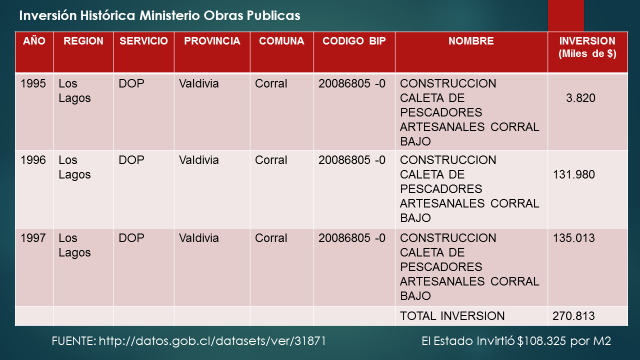 Inversión Histórica Ministerio Obras Publicas
AÑO REGION SERVICIO PROVINCIA COMUNA CODIGO BIP NOMBRE INVERSION
(Miles de $)
1995 Los DOP Valdivia Corral 20086805 -0 CONSTRUCCION
Lagos CALETA DE 3.820
PESCADORES
ARTESANALES CORRAL
BAJO
1996 Los DOP Valdivia Corral 20086805 -0 CONSTRUCCION
Lagos CALETA DE 131.980
PESCADORES
ARTESANALES CORRAL
BAJO
1997 Los DOP Valdivia Corral 20086805 -0 CONSTRUCCION 135.013
Lagos CALETA DE
PESCADORES
ARTESANALES CORRAL
BAJO
TOTAL INVERSION 270.813
FUENTE: http://datos.gob.cl/datasets/ver/31871 El Estado Invirtió $108.325 por M2